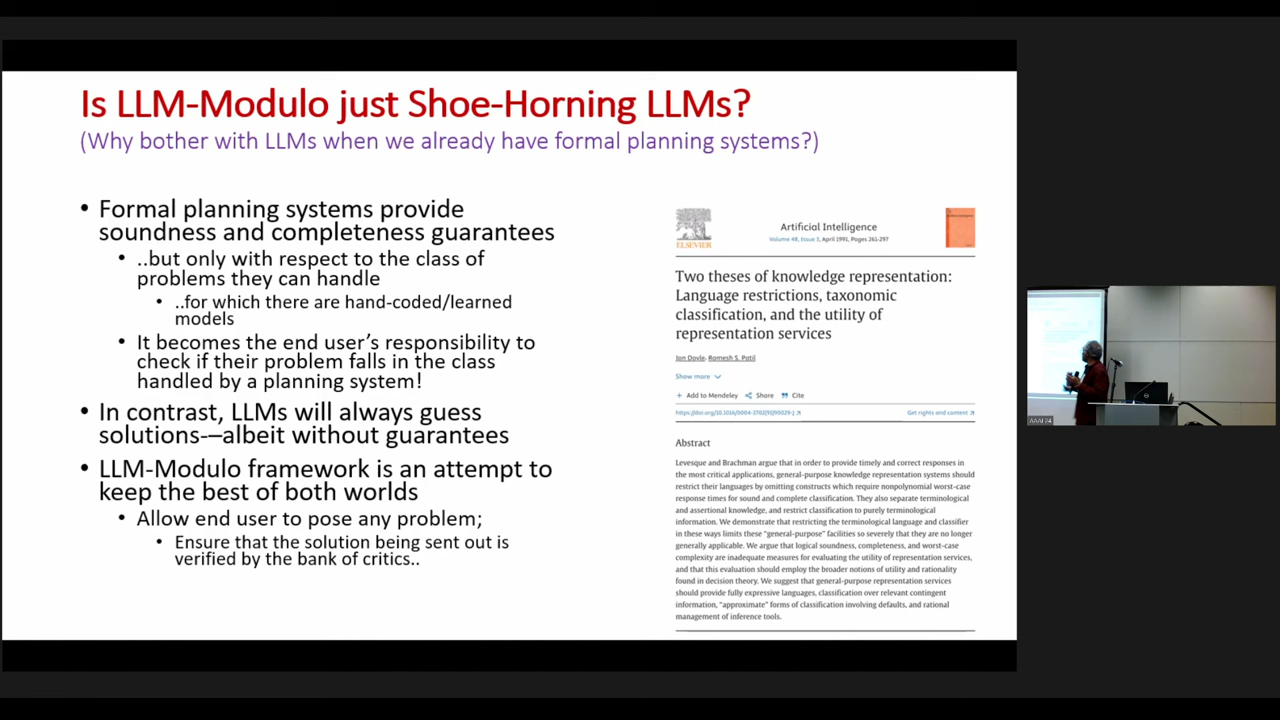 Is LLM-Modulo just Shoe-Horning LLMs?
(Why bother with LLMs when we already have formal planning systems?)
• Formal planning systems provide
soundness and completeness guarantees
• ..but only with respect to the class of
problems they can handle
• ..for which there are hand-coded/learned
models
• It becomes the end user's responsibility to
check if their problem falls in the class
handled by a planning system!
• In contrast, LLMs will always guess
solutions-–albeit without guarantees
• LLM-Modulo framework is an attempt to
keep the best of both worlds
• Allow end user to pose any problem;
• Ensure that the solution being sent out is
verified by the bank of critics..
ELSEVIER
Artificial Intelligence
Volume 48, Issue 3, April 1991, Pages 261-297
Two theses of knowledge representation:
Language restrictions, taxonomic
classification, and the utility of
representation services
Jon Doyle, Ramesh S. Patil
Show more
+ Add to Mendeley Share Cite
Get rights and content
Abstract
Levesque and Brachman argue that in order to provide timely and correct responses in
the most critical applications, general-purpose knowledge representation systems should
restrict their languages by omitting constructs which require nonpolynomial worst-case
response times for sound and complete classification. They also separate terminological
and assertional knowledge, and restrict classification to purely terminological
information. We demonstrate that restricting the terminological language and classifier
in these ways limits these "general-purpose" facilities so severely that they are no longer
generally applicable. We argue that logical soundness, completeness, and worst-case
complexity are inadequate measures for evaluating the utility of representation services,
and that this evaluation should employ the broader notions of utility and rationality
found in decision theory. We suggest that general-purpose representation services
should provide fully expressive languages, classification over relevant contingent
information, "approximate" forms of classification involving defaults, and rational
management of inference tools.
AAAI 24